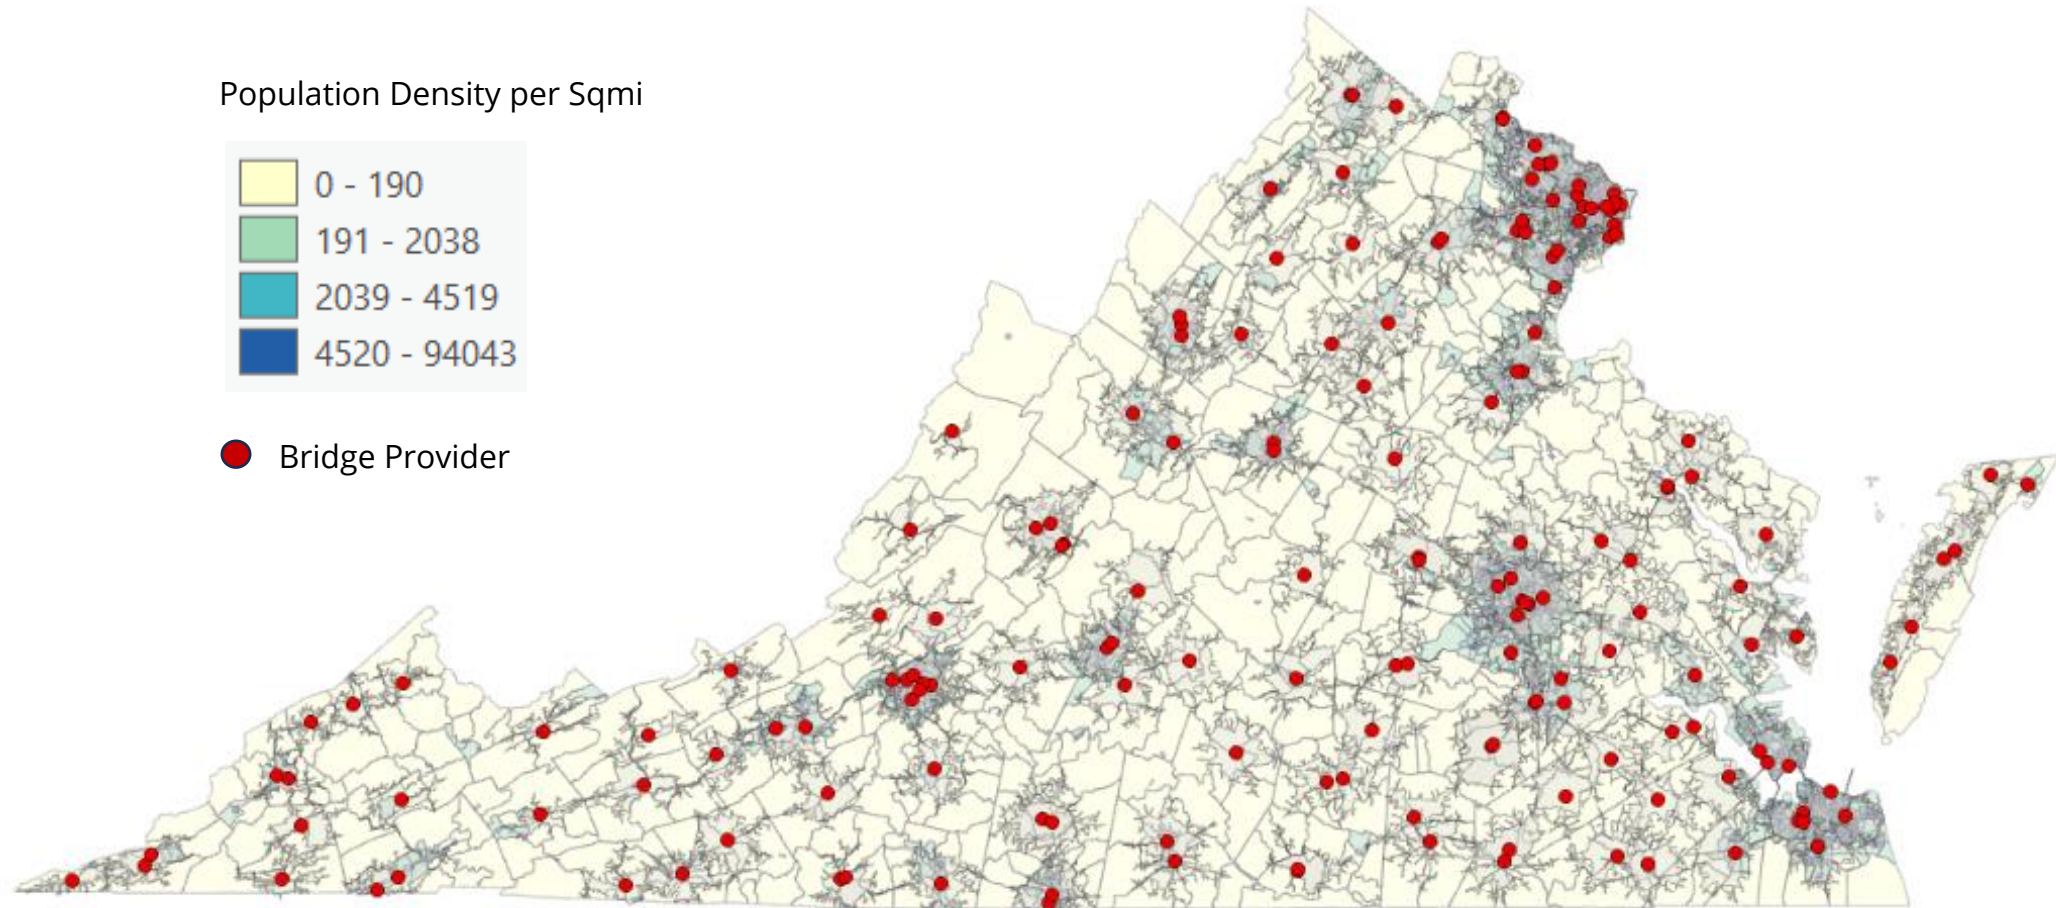 Population Density per Sqmi
0 - 190
191 - 2038
2039 - 4519
4520 - 94043
Bridge Provider